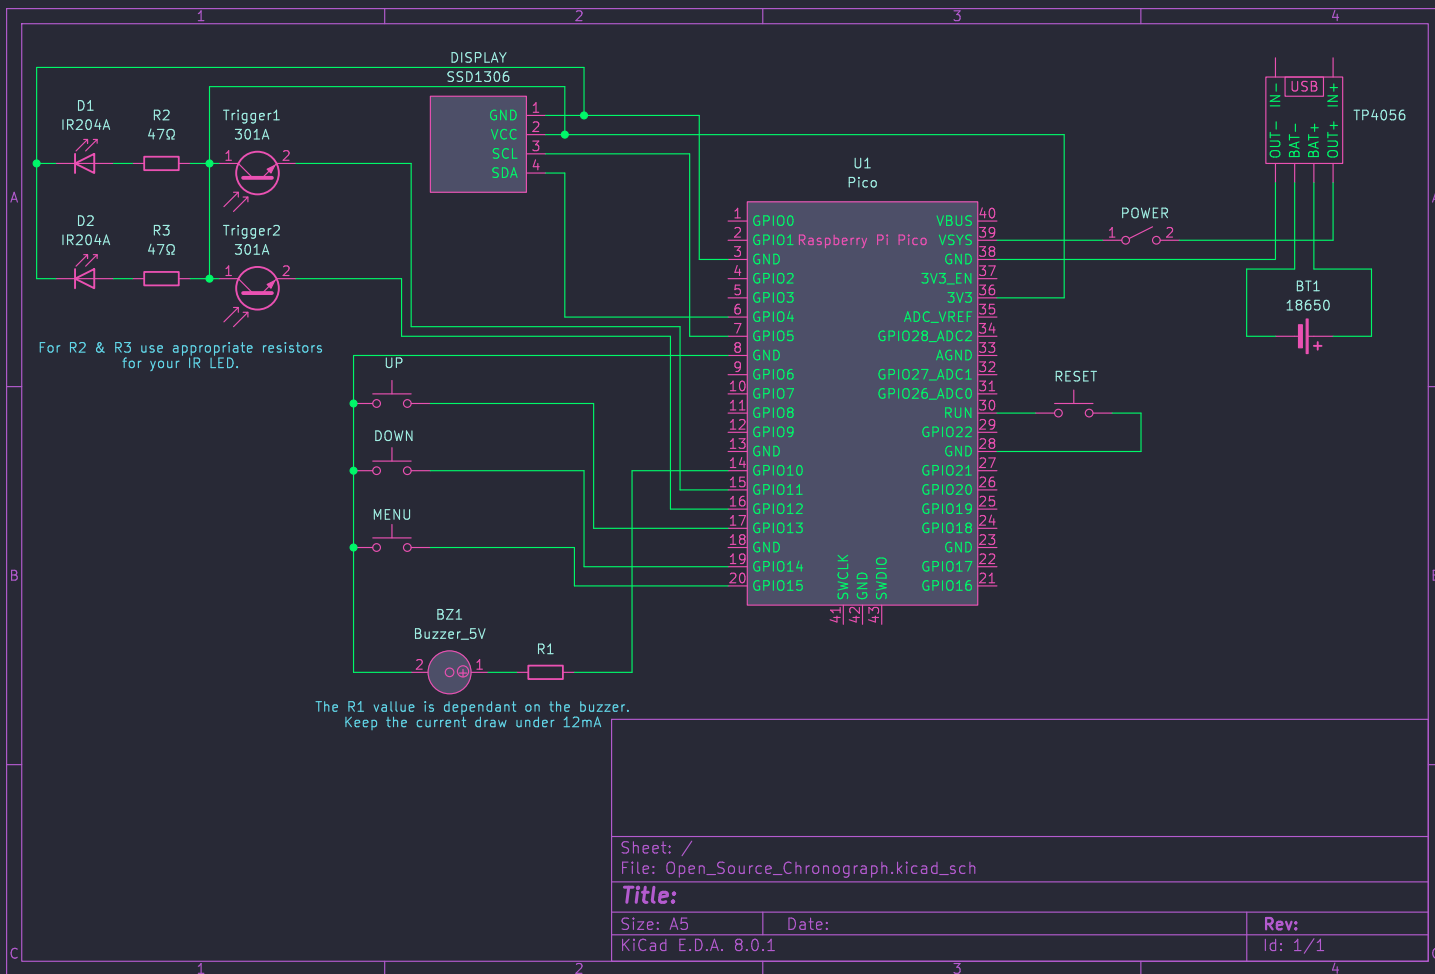 1
2
3
4
DISPLAY
SSD1306
D1
IR204A
R2
47Ω
Trigger1
301A
1
2
GND 1
VCC 2
SCL 3
SDA 4
USB
IN-
IN+
OUT-
BAT-
BAT+
OUT+
TP4056
A
D2
IR204A
R3
47Ω
Trigger2
301A
1
2
U1
Pico
Raspberry Pi Pico
1 GPIO0
2 GPIO1
3 GND
4 GPIO2
5 GPIO3
6 GPIO4
7 GPIO5
8 GND
9 GPIO6
10 GPIO7
11 GPIO8
12 GPIO9
13 GND
14 GPIO10
15 GPIO11
16 GPIO12
17 GPIO13
18 GND
19 GPIO14
20 GPIO15
VBUS 40
VSYS 39
GND 38
3V3_EN 37
3V3 36
ADC_VREF 35
GPIO28_ADC2 34
AGND 33
GPIO27_ADC1 32
GPIO26_ADC0 31
RUN 30
GPIO22 29
GND 28
GPIO21 27
GPIO20 26
GPIO19 25
GPIO18 24
GND 23
GPIO17 22
GPIO16 21
SWCLK
GND
SWDIO
41
42
43
POWER
1
2
BT1
18650
+
RESET
For R2 & R3 use appropriate resistors
for your IR LED.
UP
DOWN
MENU
B
BZ1
Buzzer_5V
2
1
R1
The R1 vallue is dependant on the buzzer.
Keep the current draw under 12mA
Sheet: /
File: Open_Source_Chronograph.kicad_sch
Title:
Size: A5
Date:
Rev:
KiCad E.D.A. 8.0.1
Id: 1/1
C
1
2
3
4